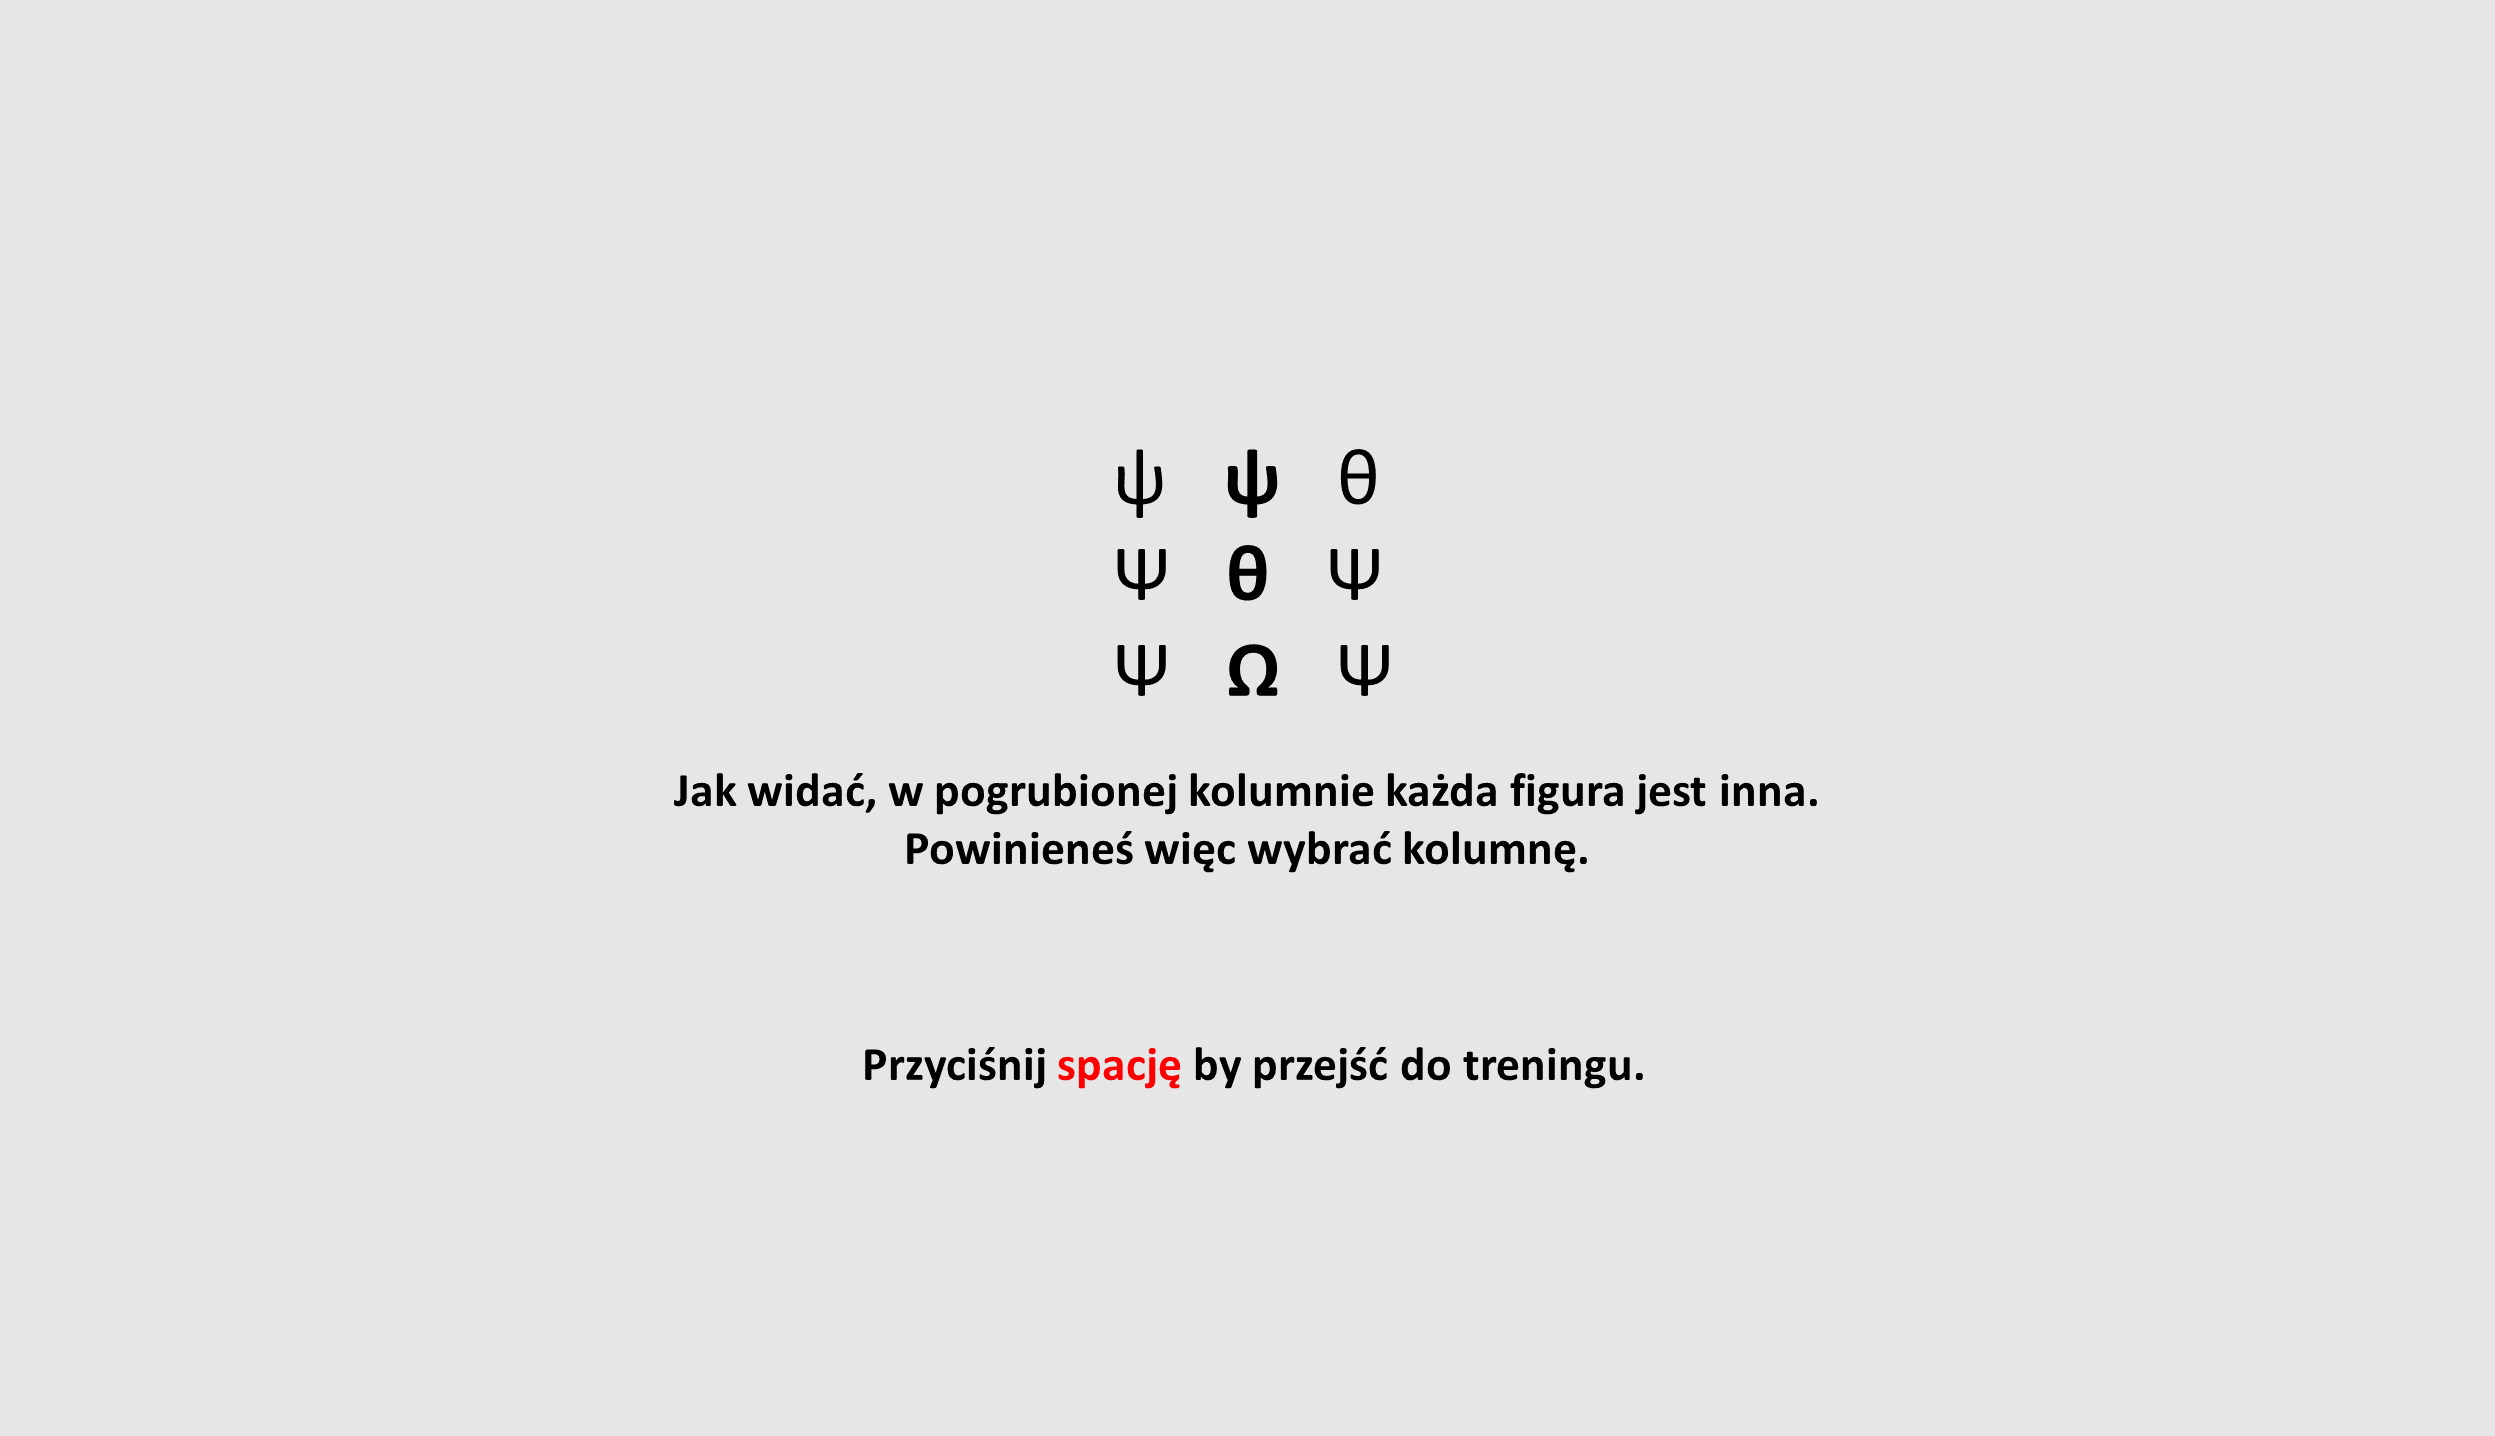 ψ ψ θ
Ψ θ Ψ
Ψ Ω Ψ
Jak widać, w pogrubionej kolumnie każda figura jest inna.
Powinieneś więc wybrać kolumnę.
Przyciśnij spację by przejść do treningu.